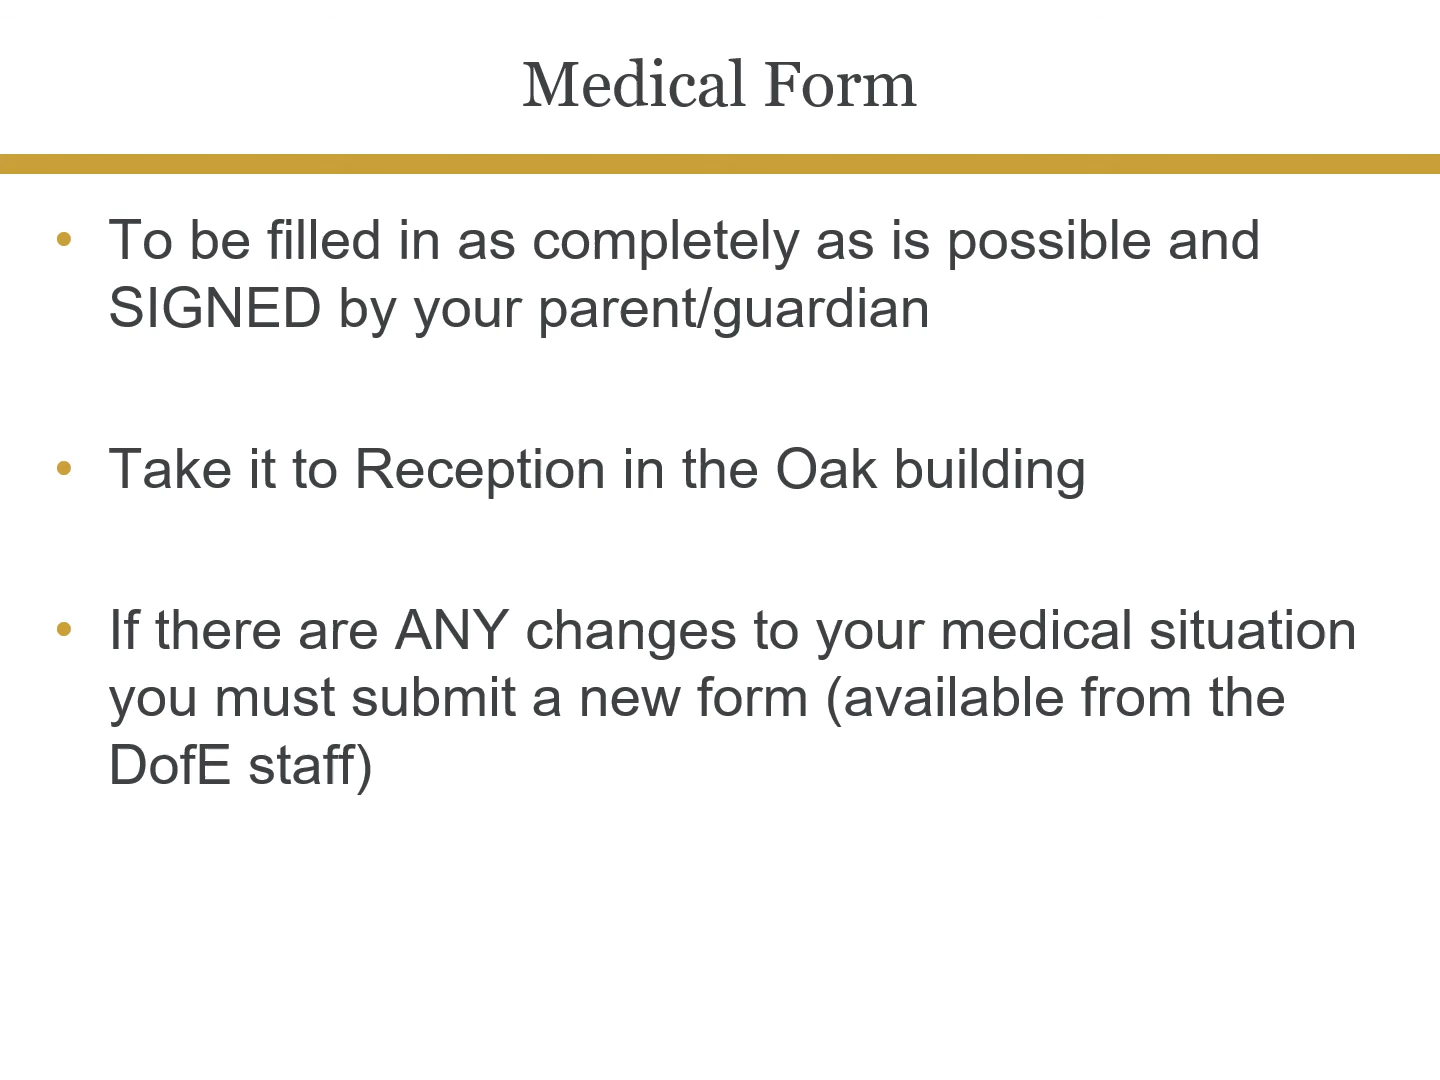 Medical Form
• To be filled in as completely as is possible and
SIGNED by your parent/guardian
• Take it to Reception in the Oak building
• If there are ANY changes to your medical situation
you must submit a new form (available from the
DofE staff)